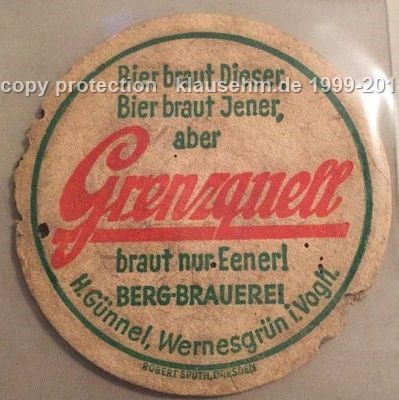 Bier braut Dieser,
copy protection klausehm.de 1999-201
Bier braut Jener,
aber
Grenzquell
braut nur Eener!
BERG-BRAUEREI
H. Günnel, Wernesgrün i. Vogtl.
ROBERT SPUTH, DRESDEN